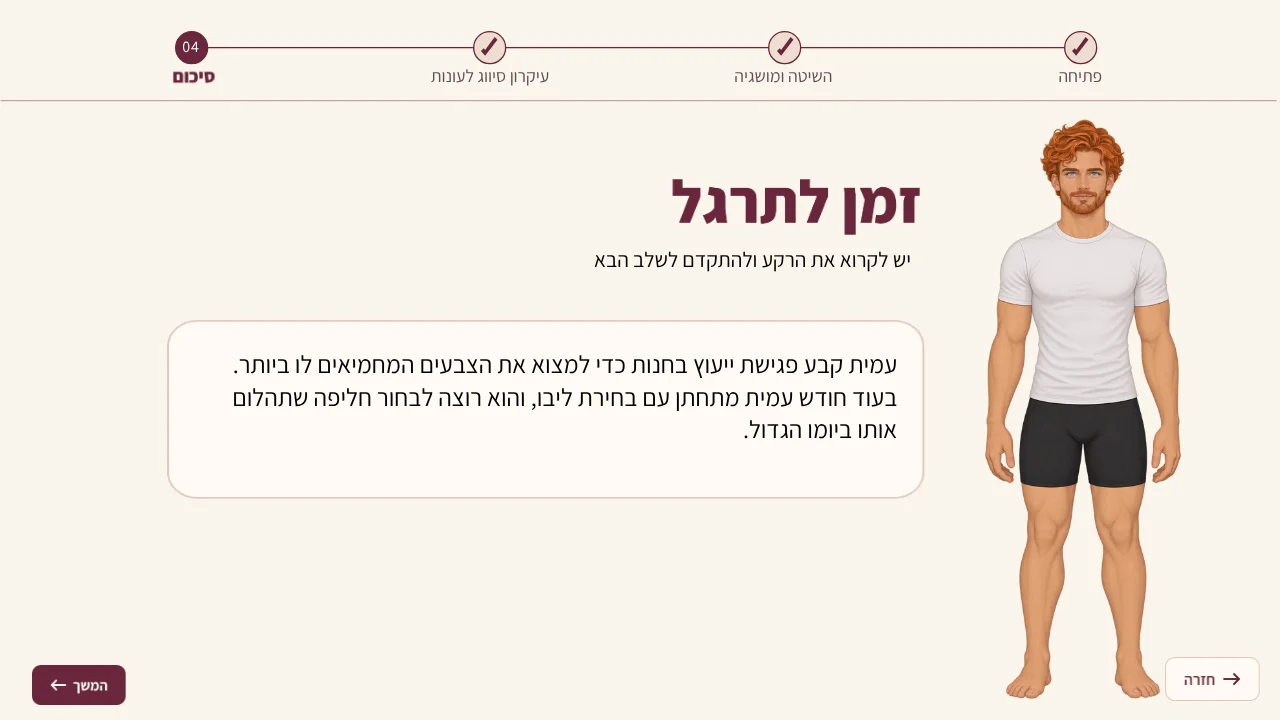 פתיחה
השיטה ומושגיה
עיקרון סיווג לעונות
04
סיכום
זמן לתרגל
יש לקרוא את הרקע ולהתקדם לשלב הבא
עמית קבע פגישת ייעוץ בחנות כדי למצוא את הצבעים המחמיאים לו ביותר.
בעוד חודש עמית מתחתן עם בחירת ליבו, והוא רוצה לבחור חליפה שתהלום
אותו ביומו הגדול.
חזרה
המשך